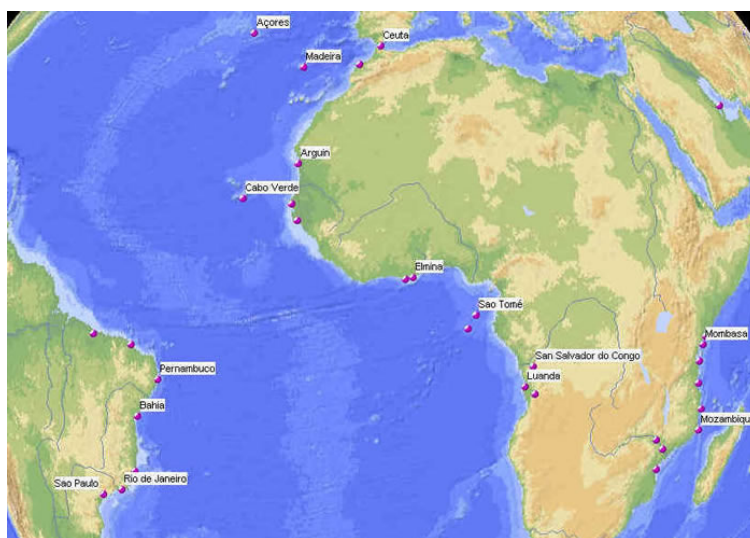 Açores
Ceuta
Madeira
Arguin
Cabo Verde
Elmina
Sao Tomé
Mombasa
San Salvador do Congo
Pernambuco
Luanda
Bahia
Mozambiqu
Sao Paulo
Rio de Janeiro